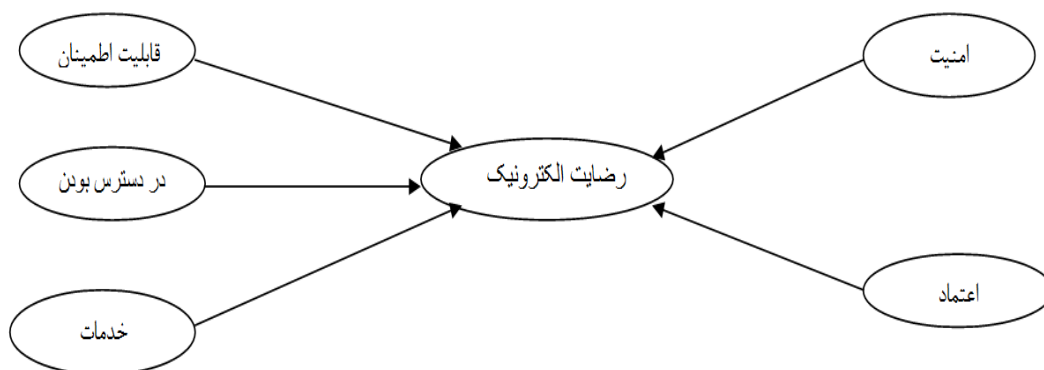 قابلیت اطمینان
امنیت
رضایت الکترونیک
در دسترس بودن
اعتماد
خدمات